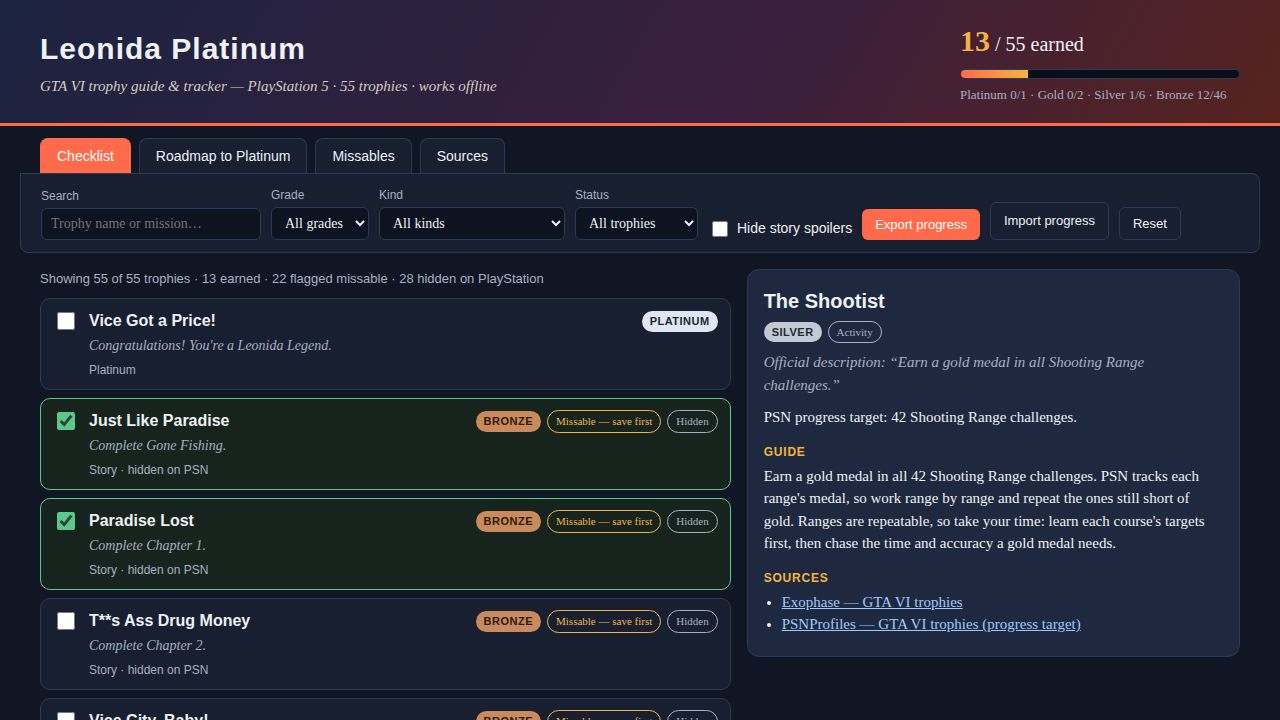 Leonida Platinum
GTA VI trophy guide & tracker — PlayStation 5 · 55 trophies · works offline
13 / 55 earned
Platinum 0/1 · Gold 0/2 · Silver 1/6 · Bronze 12/46
Checklist
Roadmap to Platinum
Missables
Sources
Search
Trophy name or mission…
Grade
All grades
Kind
All kinds
Status
All trophies
Hide story spoilers
Export progress
Import progress
Reset
Showing 55 of 55 trophies · 13 earned · 22 flagged missable · 28 hidden on PlayStation
Vice Got a Price!
PLATINUM
Congratulations! You're a Leonida Legend.
Platinum
Just Like Paradise
BRONZE
Missable — save first
Hidden
Complete Gone Fishing.
Story · hidden on PSN
Paradise Lost
BRONZE
Missable — save first
Hidden
Complete Chapter 1.
Story · hidden on PSN
T**s Ass Drug Money
BRONZE
Missable — save first
Hidden
Complete Chapter 2.
Story · hidden on PSN
Vice City, Baby!
BRONZE
Missable — save first
Hidden
The Shootist
SILVER
Activity
Official description: “Earn a gold medal in all Shooting Range
challenges.”
PSN progress target: 42 Shooting Range challenges.
GUIDE
Earn a gold medal in all 42 Shooting Range challenges. PSN tracks each
range's medal, so work range by range and repeat the ones still short of
gold. Ranges are repeatable, so take your time: learn each course's targets
first, then chase the time and accuracy a gold medal needs.
SOURCES
Exophase — GTA VI trophies
PSNProfiles — GTA VI trophies (progress target)